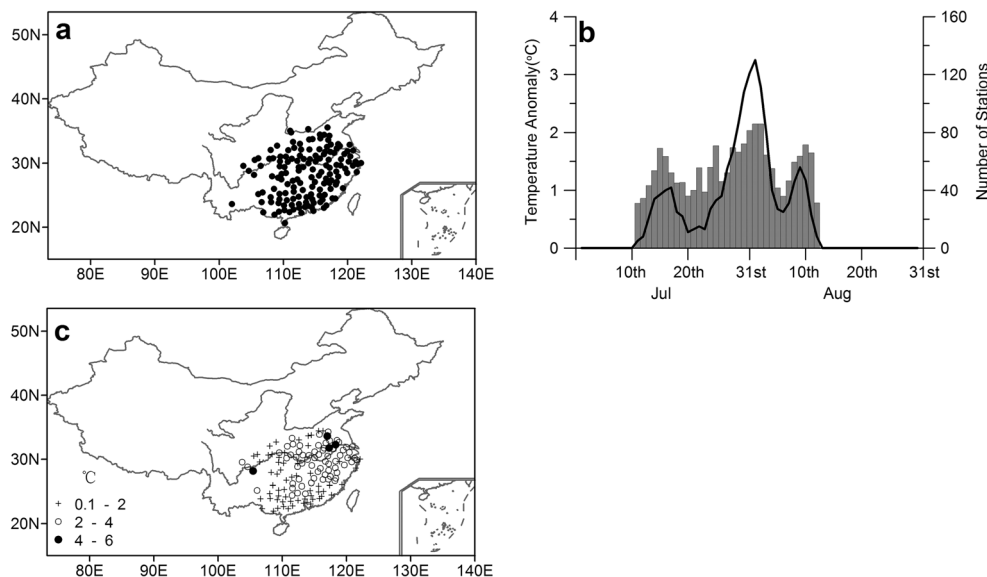 a
50N
40N
30N
20N
80E 90E 100E 110E 120E 130E 140E
b
Temperature Anomaly(°C)
4
3
2
1
0
160
120
80
40
0
Number of Stations
10th 20th 31st 10th 20th 31st
Jul Aug
c
50N
40N
30N
20N
℃
+ 0.1 - 2
○ 2 - 4
● 4 - 6
80E 90E 100E 110E 120E 130E 140E